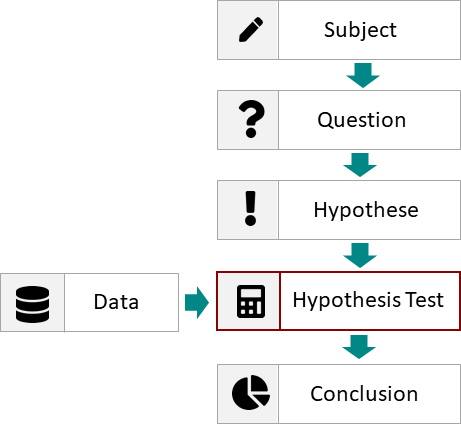 Subject
Question
Hypothese
Data
Hypothesis Test
Conclusion